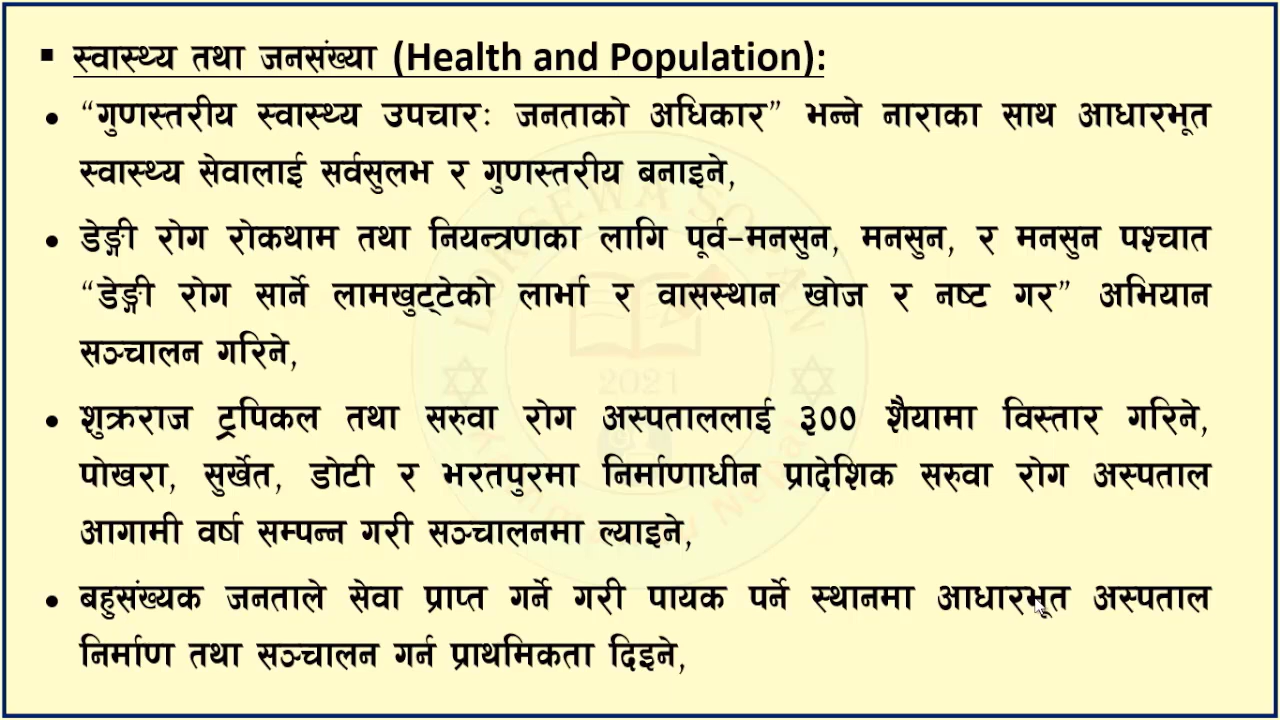 ▪ स्वास्थ्य तथा जनसंख्या (Health and Population):
• “गुणस्तरीय स्वास्थ्य उपचारः जनताको अधिकार” भन्ने नाराका साथ आधारभूत
स्वास्थ्य सेवालाई सर्वसुलभ र गुणस्तरीय बनाइने,
• डेङ्गी रोग रोकथाम तथा नियन्त्रणका लागि पूर्व-मनसुन, मनसुन, र मनसुन पश्चात
“डेङ्गी रोग सार्ने लामखुट्टेको लार्भा र वासस्थान खोज र नष्ट गर” अभियान
सञ्चालन गरिने,
• शुक्रराज ट्रपिकल तथा सरुवा रोग अस्पताललाई ३०० शैयामा विस्तार गरिने,
पोखरा, सुर्खेत, डोटी र भरतपुरमा निर्माणाधीन प्रादेशिक सरुवा रोग अस्पताल
आगामी वर्ष सम्पन्न गरी सञ्चालनमा ल्याइने,
• बहुसंख्यक जनताले सेवा प्राप्त गर्ने गरी पायक पर्ने स्थानमा आधारभूत अस्पताल
निर्माण तथा सञ्चालन गर्न प्राथमिकता दिइने,
LOKSEWA SOPAN
2021